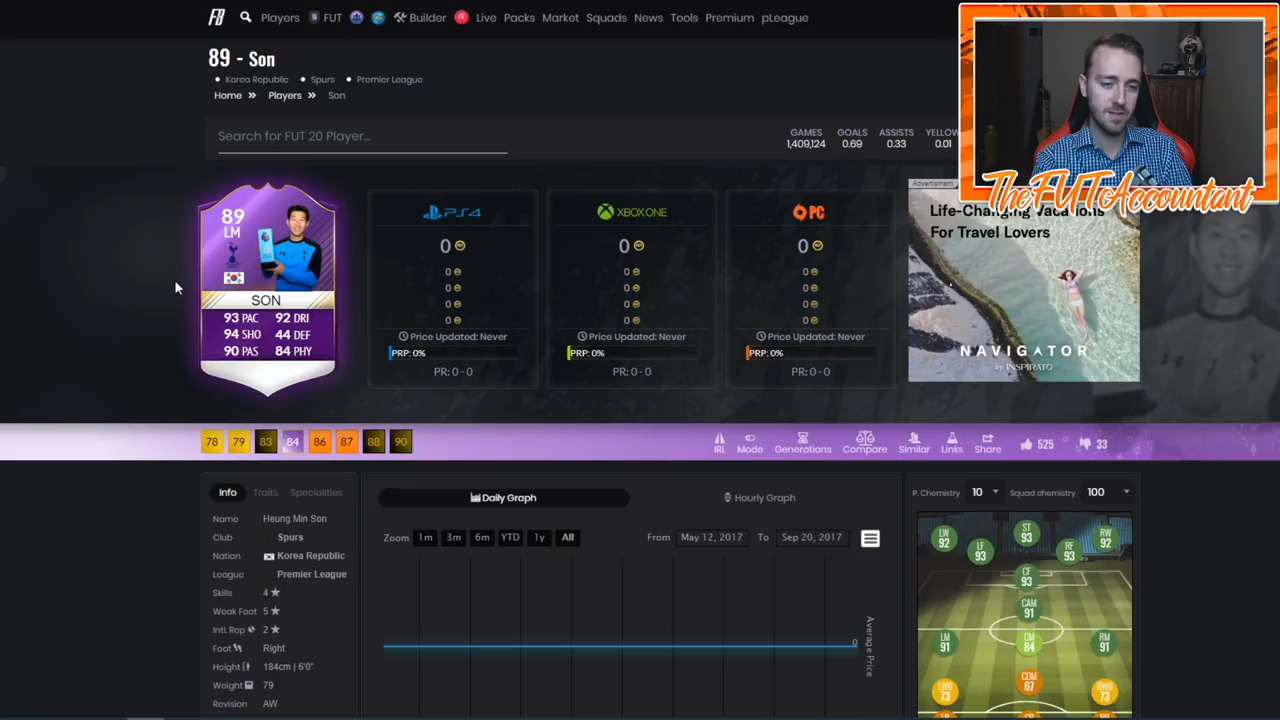 F8 Players FUT Builder Live Packs Market Squads News Tools Premium pLeague
89 - Son
Korea Republic Spurs Premier League
Home » Players » Son
Search for FUT 20 Player...
GAMES ASSISTS GOALS YELLOW
1,409,124 0.69 0.33 0.01
TheFUTAccountant
89
LM
SON
93 PAC 92 DRI
94 SHO 44 DEF
90 PAS 84 PHY
PS4
0
0
0
0
0
Price Updated: Never
PRP: 0%
PR: 0 - 0
XBOX ONE
0
0
0
0
0
Price Updated: Never
PRP: 0%
PR: 0 - 0
PC
0
0
0
0
0
Price Updated: Never
PRP: 0%
PR: 0 - 0
Advertisment
Life-Changing Vacations
For Travel Lovers
NAVIGATOR
by INSPIRATO
78 79 83 84 86 87 88 90
IRL Mode Generations Compare Similar Links Share 525 33
Info Traits Specialities
Name Heung Min Son
Club Spurs
Nation Korea Republic
League Premier League
Skills 4
Weak Foot 5
Intl. Rep 2
Foot Right
Height 184cm | 6'0"
Weight 79
Revision AW
Daily Graph Hourly Graph
Zoom 1m 3m 6m YTD 1y All From May 12, 2017 To Sep 20, 2017
0
Average Price
P. Chemistry 10 Squad chemistry 100
LW
92
ST
93
RW
92
LF
93
RF
93
CF
93
CAM
91
LM
91
CM
84
RM
91
CDM
67
LWB
73
RWB
73